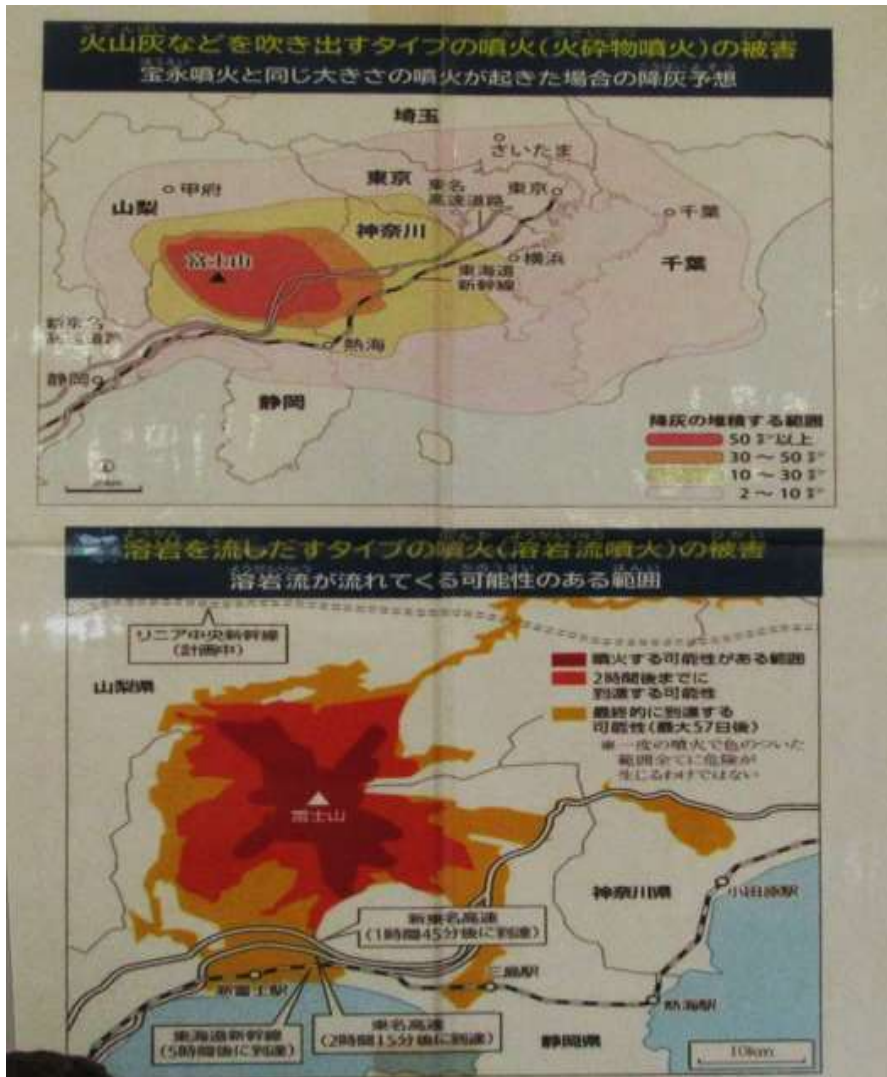 火山灰などを吹き出すタイプの噴火(火砕物噴火)の被害
宝永噴火と同じ大きさの噴火が起きた場合の降灰予想
埼玉
さいたま
東京
東名
高速道路
東京
甲府
山梨
千葉
神奈川
富士山
横浜
千葉
東海道
新幹線
新東名
高速道路
熱海
静岡
静岡
降灰の堆積する範囲
50㌢以上
30〜50㌢
10〜30㌢
2〜10㌢
溶岩を流しだすタイプの噴火(溶岩流噴火)の被害
溶岩流が流れてくる可能性のある範囲
リニア中央新幹線
(計画中)
山梨県
噴火する可能性がある範囲
2時間後までに
到達する可能性
最終的に到達する
可能性(最大57日後)
※一度の噴火で色のついた
範囲全てに危険が
生じるわけではない
富士山
神奈川県
小田原駅
新東名高速
(1時間45分後に到達)
三島駅
新富士駅
熱海駅
東海道新幹線
(5時間後に到達)
東名高速
(2時間15分後に到達)
静岡県
10km